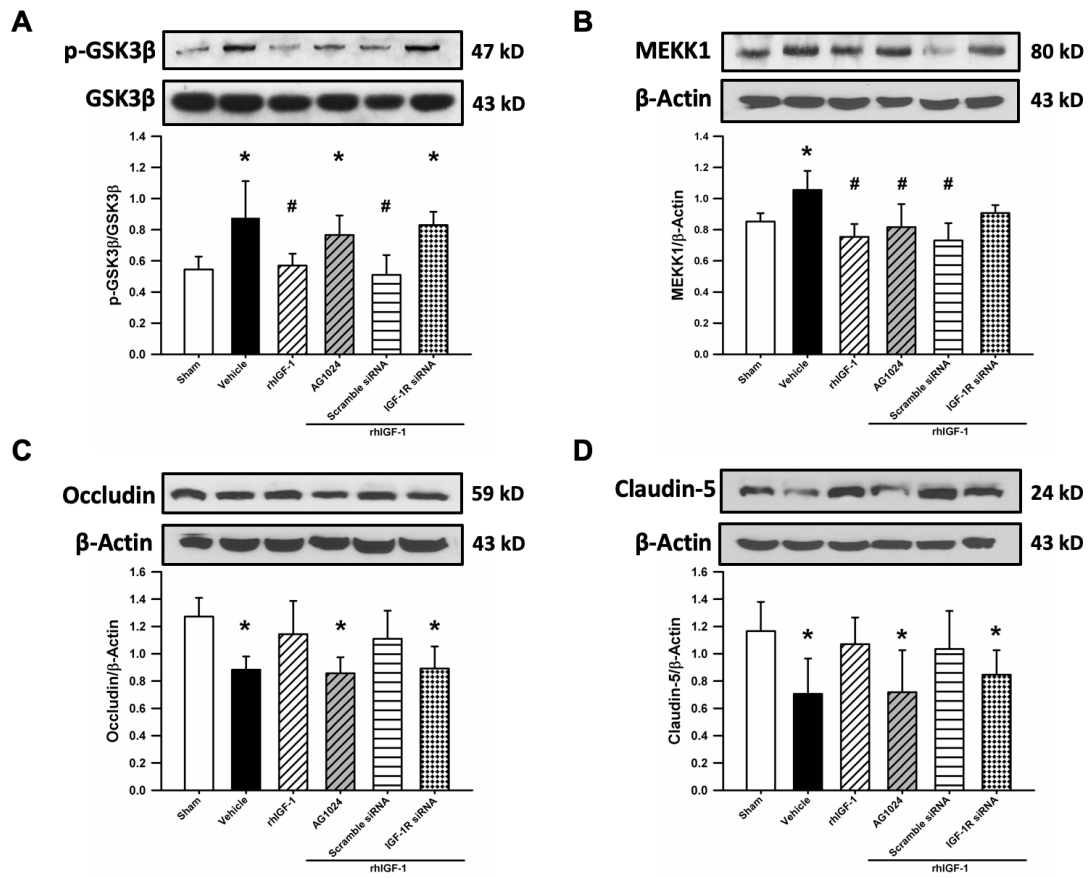 A
p-GSK3β 47 kD
GSK3β 43 kD
p-GSK3β/GSK3β
1.4
1.2
1.0
0.8
0.6
0.4
0.2
0.0
* # * # *
Sham Vehicle rhIGF-1 AG1024 Scramble siRNA IGF-1R siRNA
rhIGF-1
B
MEKK1 80 kD
β-Actin 43 kD
MEKK1/β-Actin
1.4
1.2
1.0
0.8
0.6
0.4
0.2
0.0
* # # #
Sham Vehicle rhIGF-1 AG1024 Scramble siRNA IGF-1R siRNA
rhIGF-1
C
Occludin 59 kD
β-Actin 43 kD
Occludin/β-Actin
1.6
1.4
1.2
1.0
0.8
0.6
0.4
0.2
0.0
* * *
Sham Vehicle rhIGF-1 AG1024 Scramble siRNA IGF-1R siRNA
rhIGF-1
D
Claudin-5 24 kD
β-Actin 43 kD
Claudin-5/β-Actin
1.6
1.4
1.2
1.0
0.8
0.6
0.4
0.2
0.0
* * *
Sham Vehicle rhIGF-1 AG1024 Scramble siRNA IGF-1R siRNA
rhIGF-1